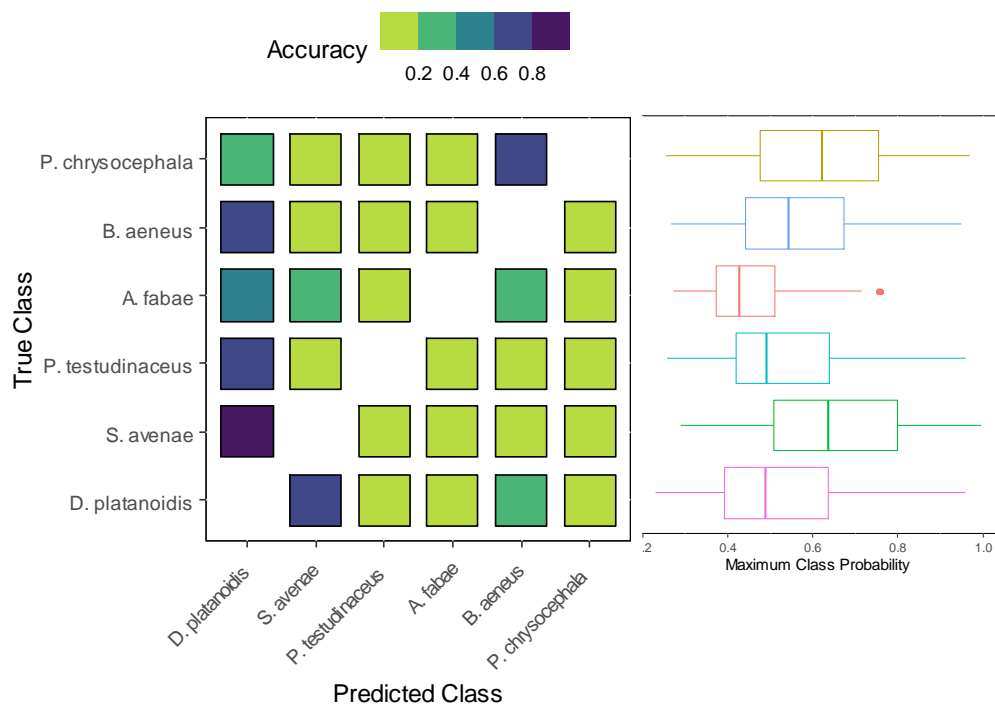 Accuracy
0.2 0.4 0.6 0.8
True Class
P. chrysocephala
B. aeneus
A. fabae
P. testudinaceus
S. avenae
D. platanoidis
D. platanoidis
S. avenae
P. testudinaceus
A. fabae
B. aeneus
P. chrysocephala
Predicted Class
.2 0.4 0.6 0.8 1.0
Maximum Class Probability